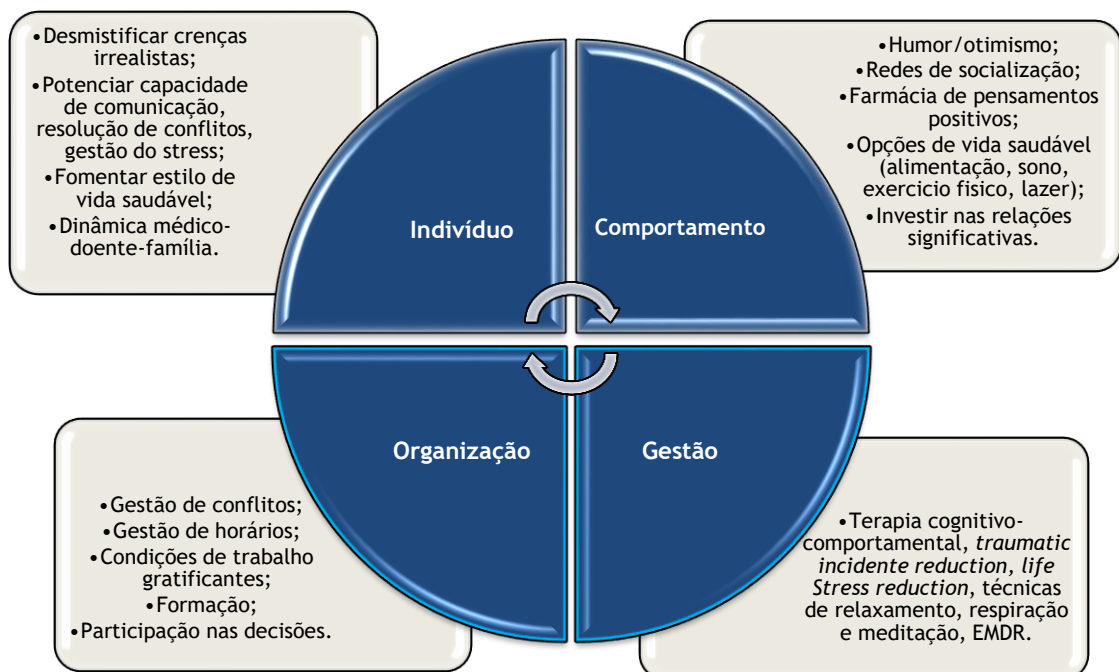 •Desmistificar crenças
irrealistas;
•Potenciar capacidade
de comunicação,
resolução de conflitos,
gestão do stress;
•Fomentar estilo de
vida saudável;
•Dinâmica médico-
doente-família.
•Humor/otimismo;
•Redes de socialização;
•Farmácia de pensamentos
positivos;
•Opções de vida saudável
(alimentação, sono,
exercicio fisico, lazer);
•Investir nas relações
significativas.
Indivíduo
Comportamento
Organização
Gestão
•Gestão de conflitos;
•Gestão de horários;
•Condições de trabalho
gratificantes;
•Formação;
•Participação nas decisões.
•Terapia cognitivo-
comportamental, traumatic
incidente reduction, life
Stress reduction, técnicas
de relaxamento, respiração
e meditação, EMDR.